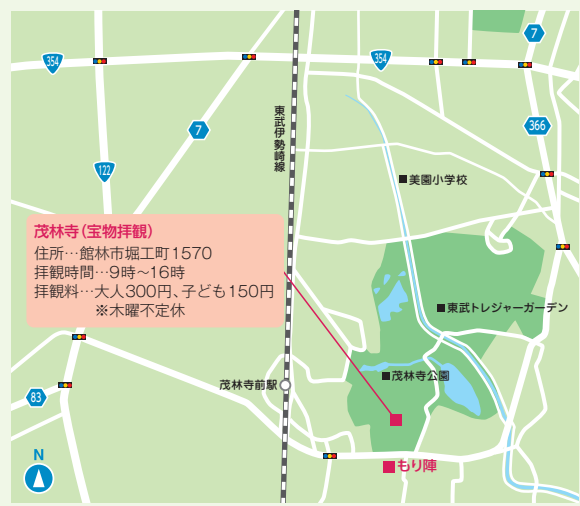 354
354
7
7
366
122
東武伊勢崎線
美園小学校
茂林寺(宝物拝観)
住所…館林市堀工町1570
拝観時間…9時〜16時
拝観料…大人300円、子ども150円
※木曜不定休
東武トレジャーガーデン
茂林寺公園
茂林寺前駅
83
N
もり陣